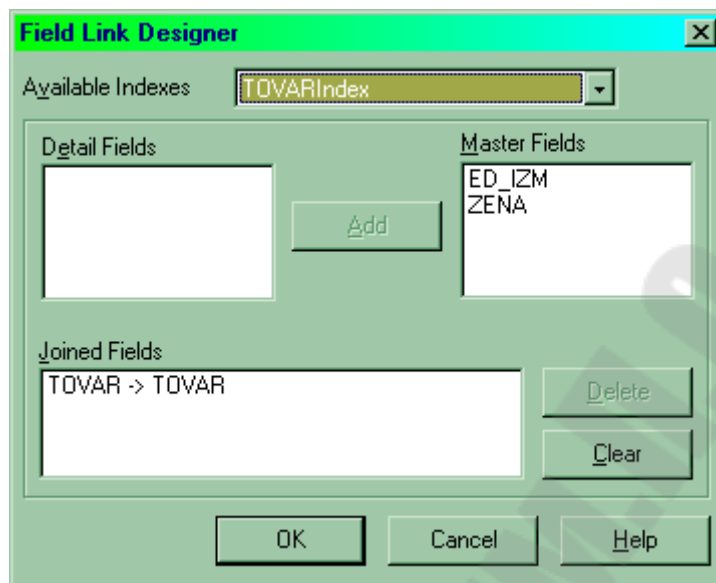 Field Link Designer
Available Indexes TOVARIndex
Detail Fields
Master Fields
ED_IZM
ZENA
Add
Joined Fields
TOVAR -> TOVAR
Delete
Clear
OK Cancel Help